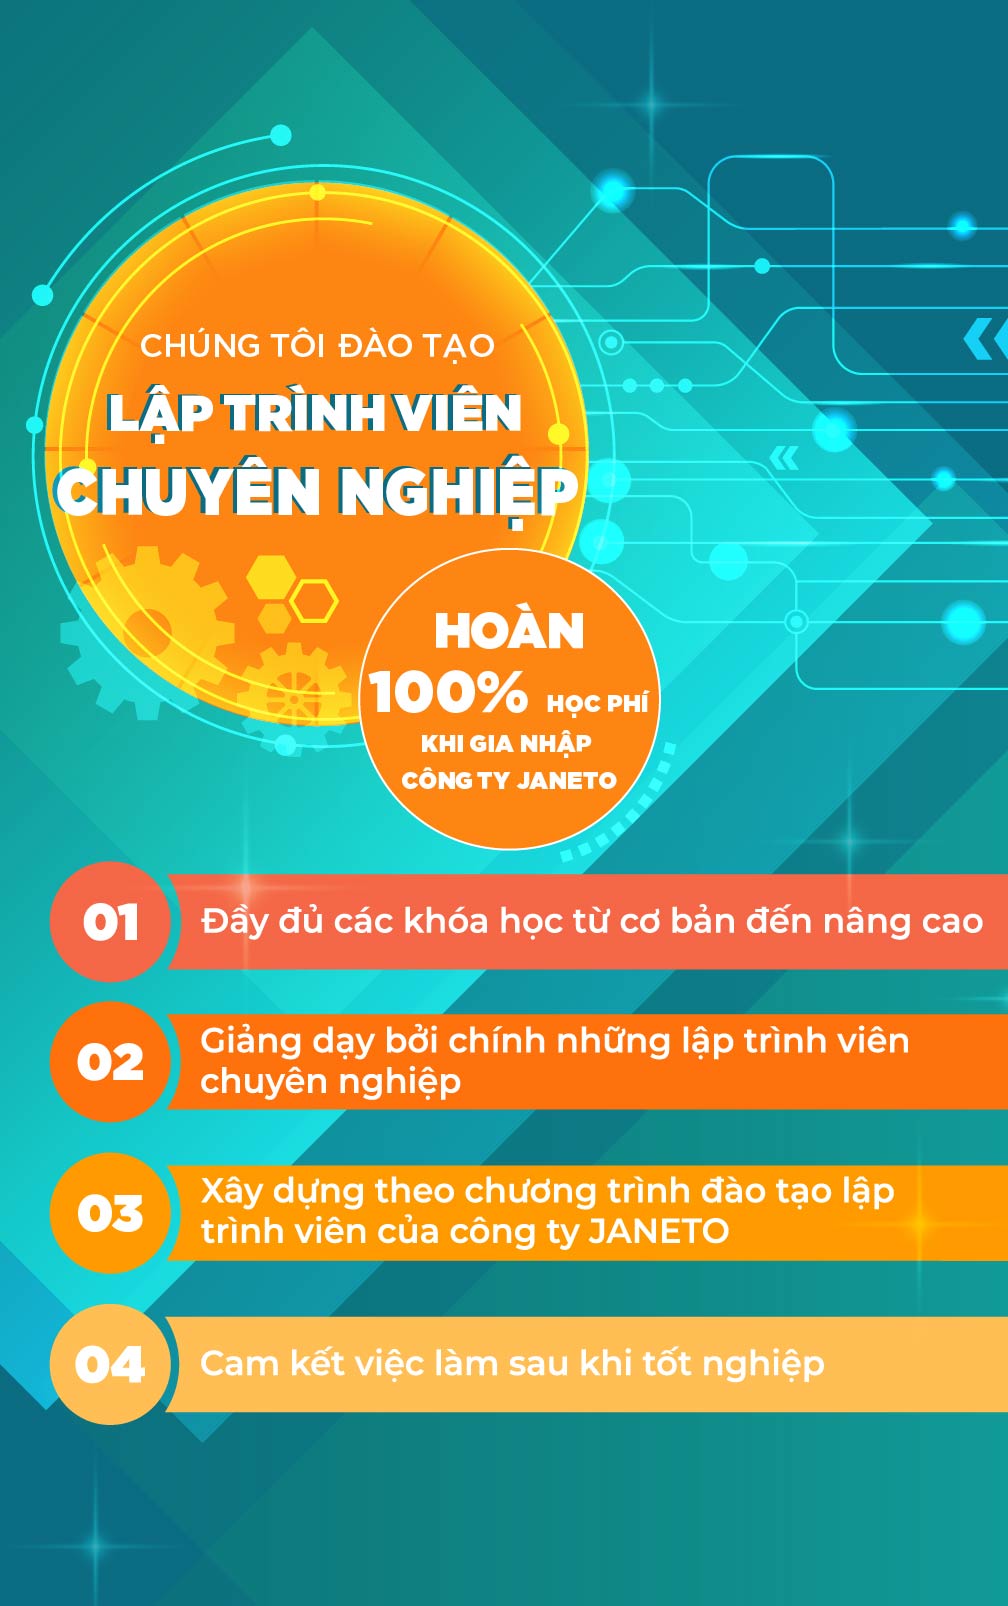 CHÚNG TÔI ĐÀO TẠO
LẬP TRÌNH VIÊN
CHUYÊN NGHIỆP
HOÀN
100% HỌC PHÍ
KHI GIA NHẬP
CÔNG TY JANETO
01
Đầy đủ các khóa học từ cơ bản đến nâng cao
02
Giảng dạy bởi chính những lập trình viên
chuyên nghiệp
03
Xây dựng theo chương trình đào tạo lập
trình viên của công ty JANETO
04
Cam kết việc làm sau khi tốt nghiệp